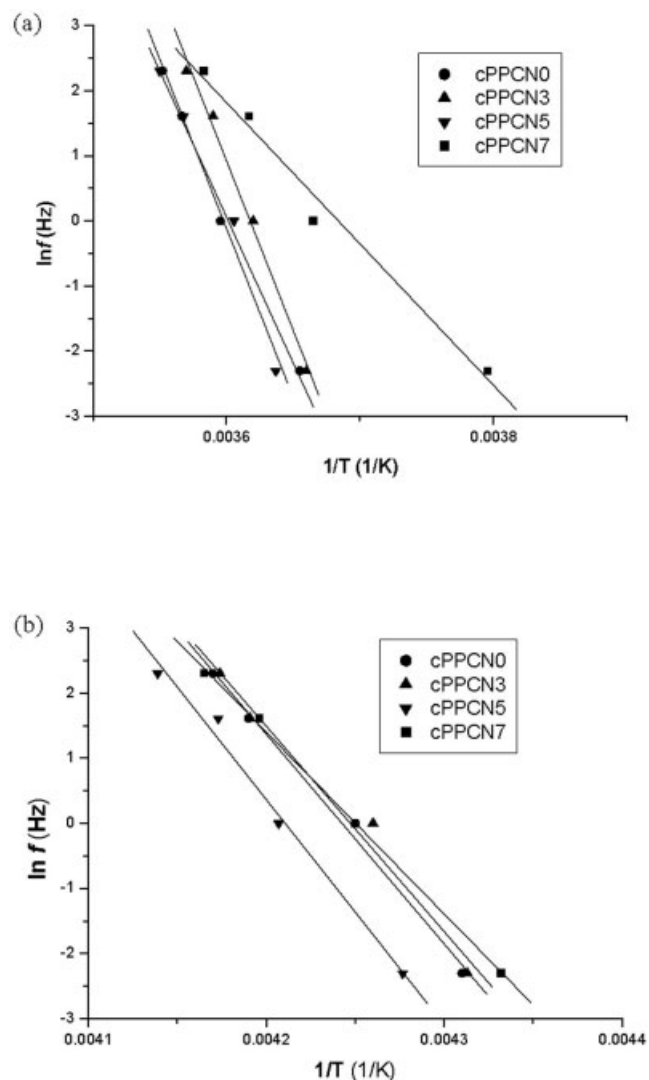 (a)
3
2
1
0
-1
-2
-3
lnf (Hz)
cPPCN0
cPPCN3
cPPCN5
cPPCN7
0.0036
0.0038
1/T (1/K)
(b)
3
2
1
0
-1
-2
-3
ln f (Hz)
cPPCN0
cPPCN3
cPPCN5
cPPCN7
0.0041
0.0042
0.0043
0.0044
1/T (1/K)